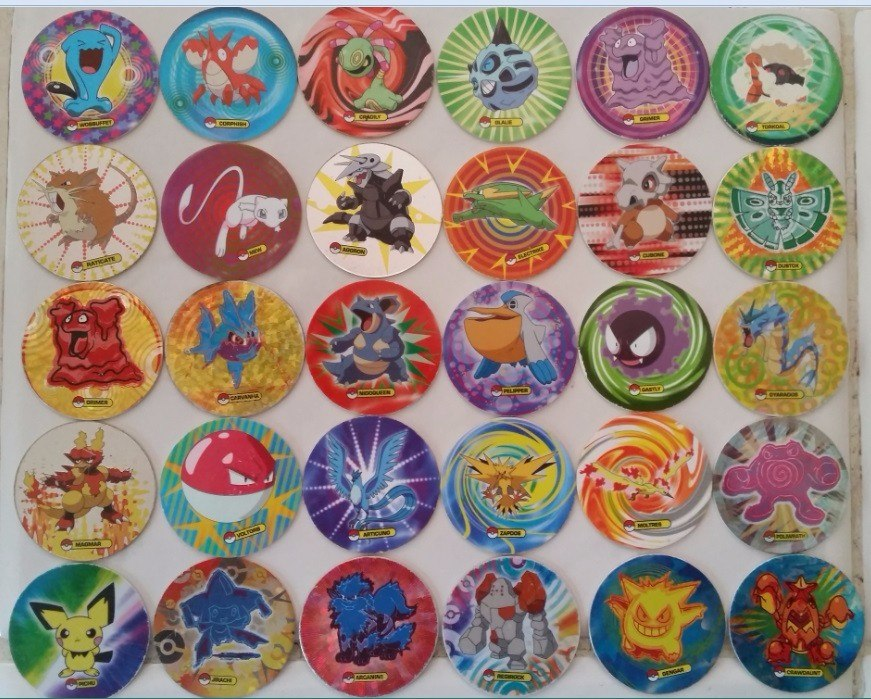 WOBBUFFET
CORPHISH
CRADILY
GLALIE
GRIMER
TORKOAL
RATICATE
MEW
AGGRON
ELECTRIKE
CUBONE
DUSTOX
GRIMER
CARVANHA
NIDOQUEEN
PELIPPER
GASTLY
GYARADOS
MAGMAR
VOLTORB
ARTICUNO
ZAPDOS
MOLTRES
POLIWRATH
PICHU
JIRACHI
ARCANINE
REGIROCK
GENGAR
CRAWDAUNT